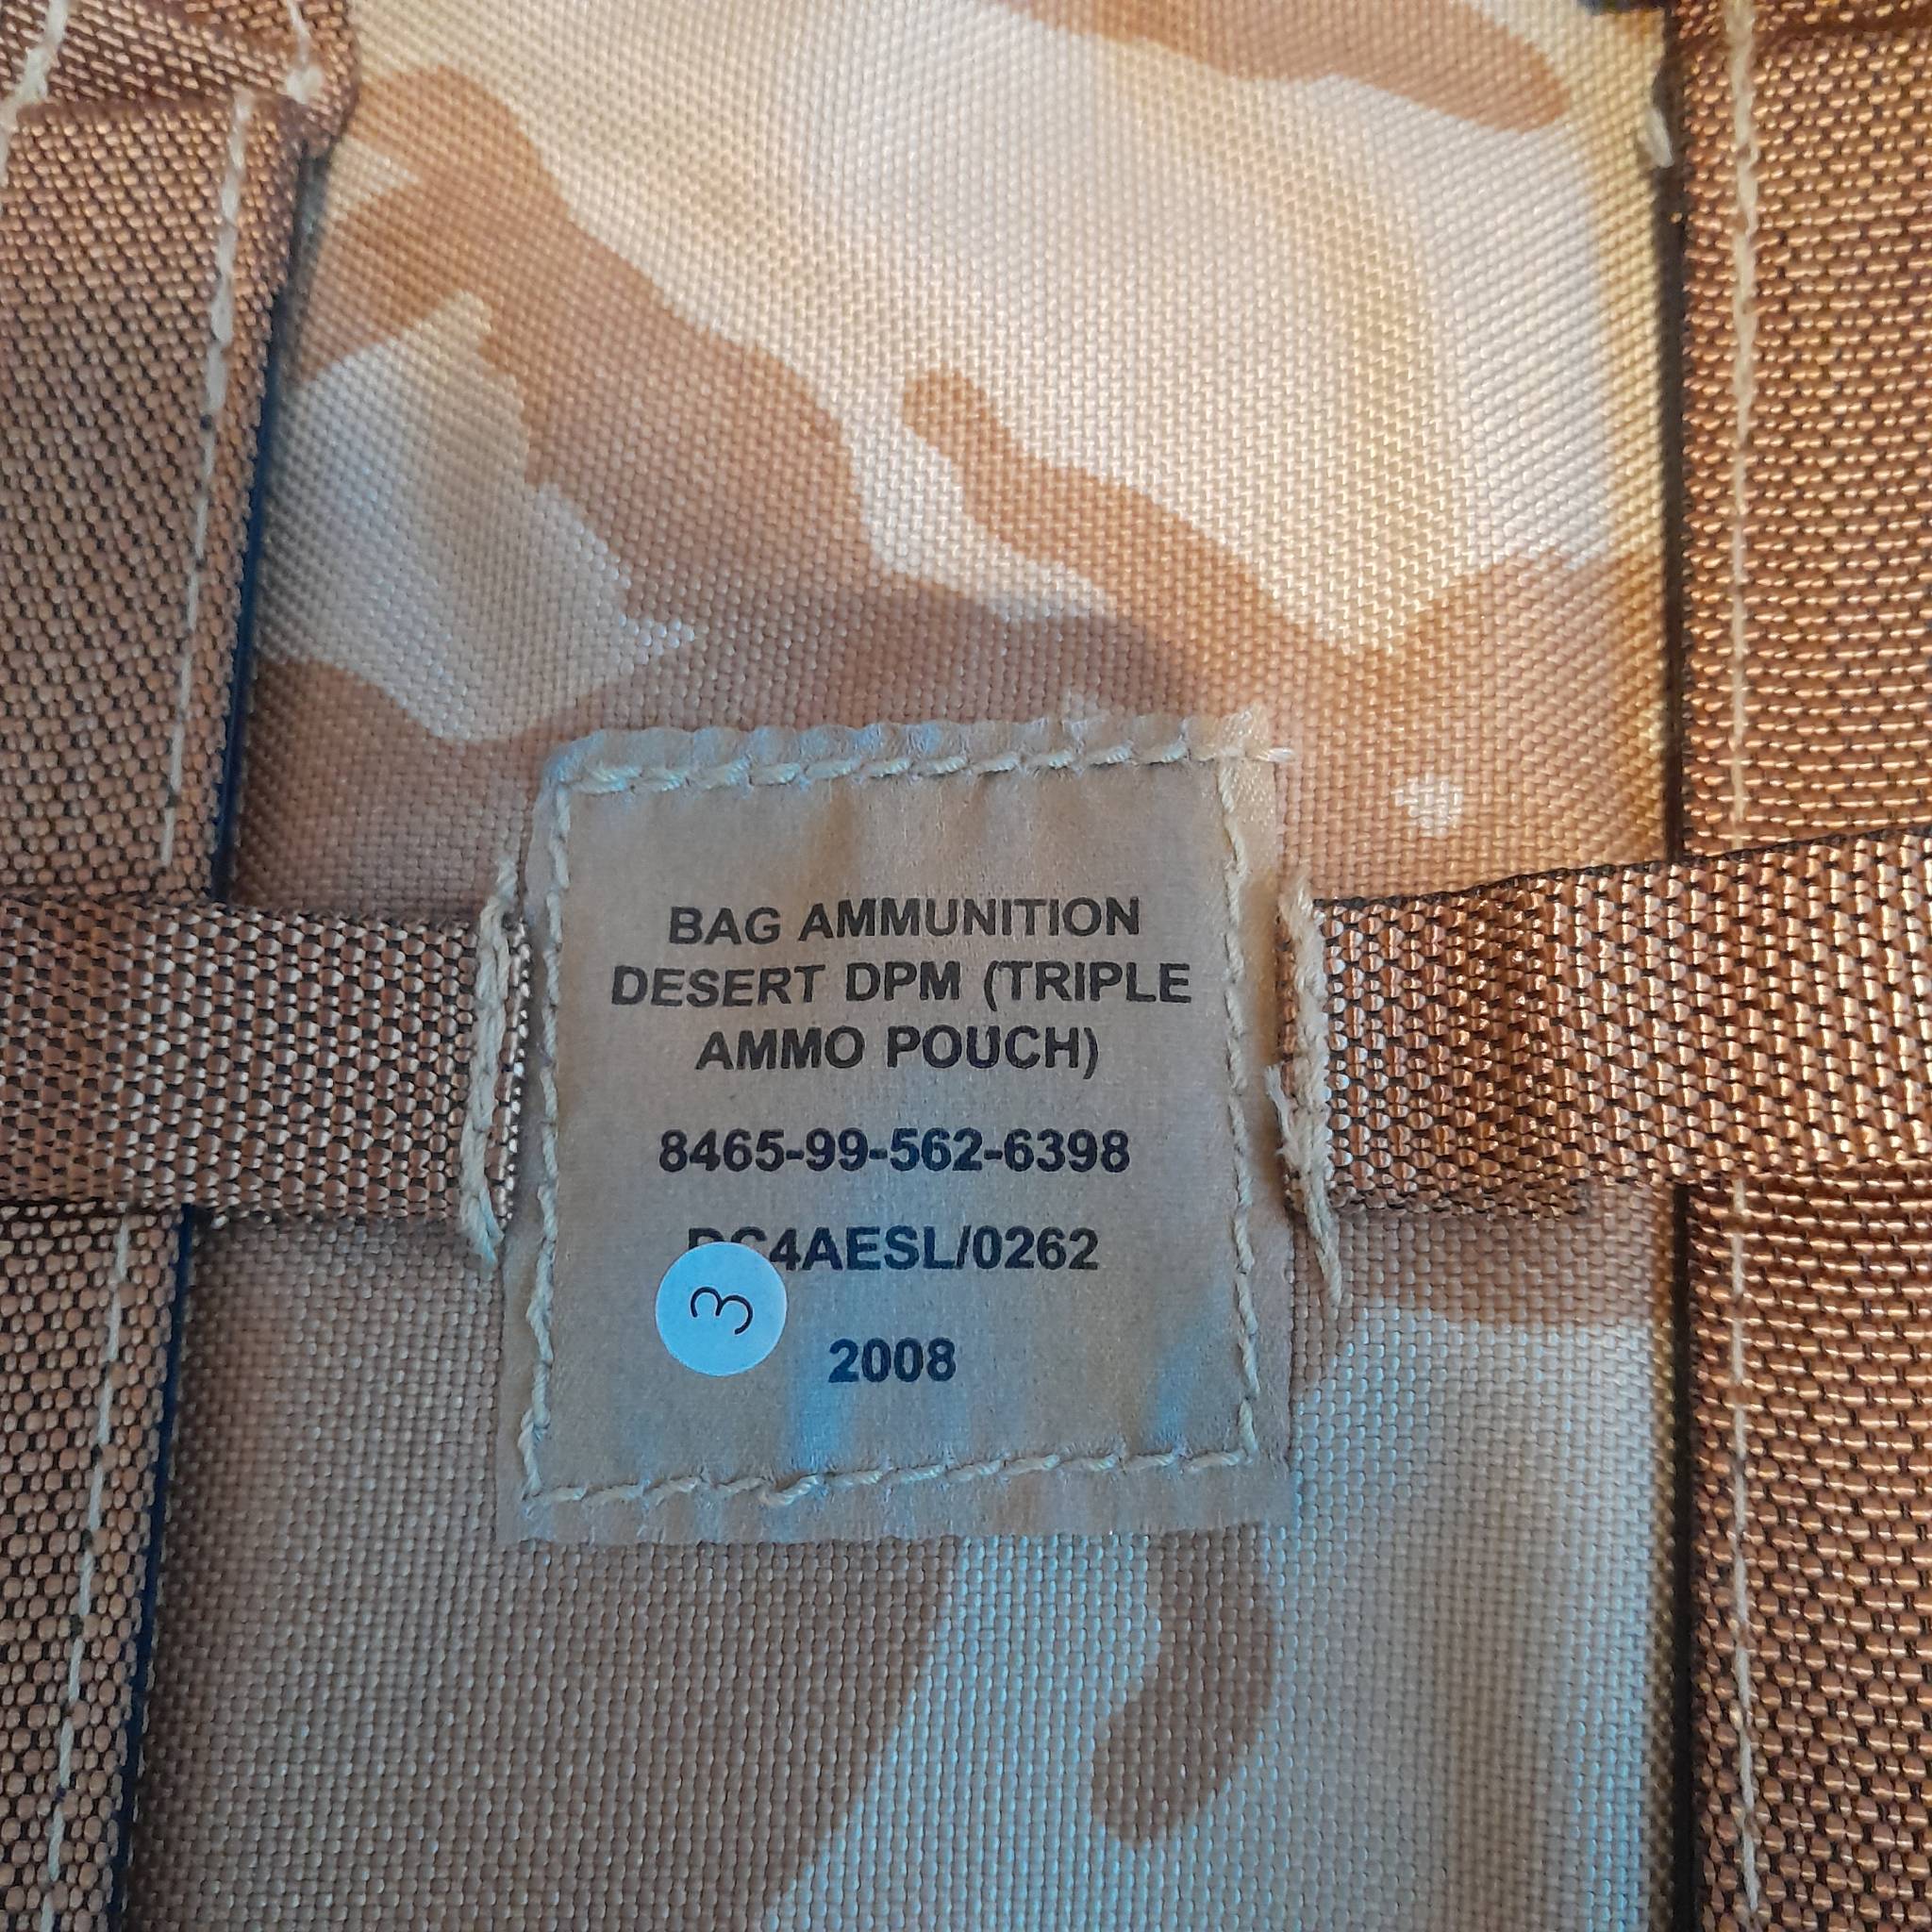 BAG AMMUNITION
DESERT DPM (TRIPLE
AMMO POUCH)
8465-99-562-6398
DC4AESL/0262
3
2008